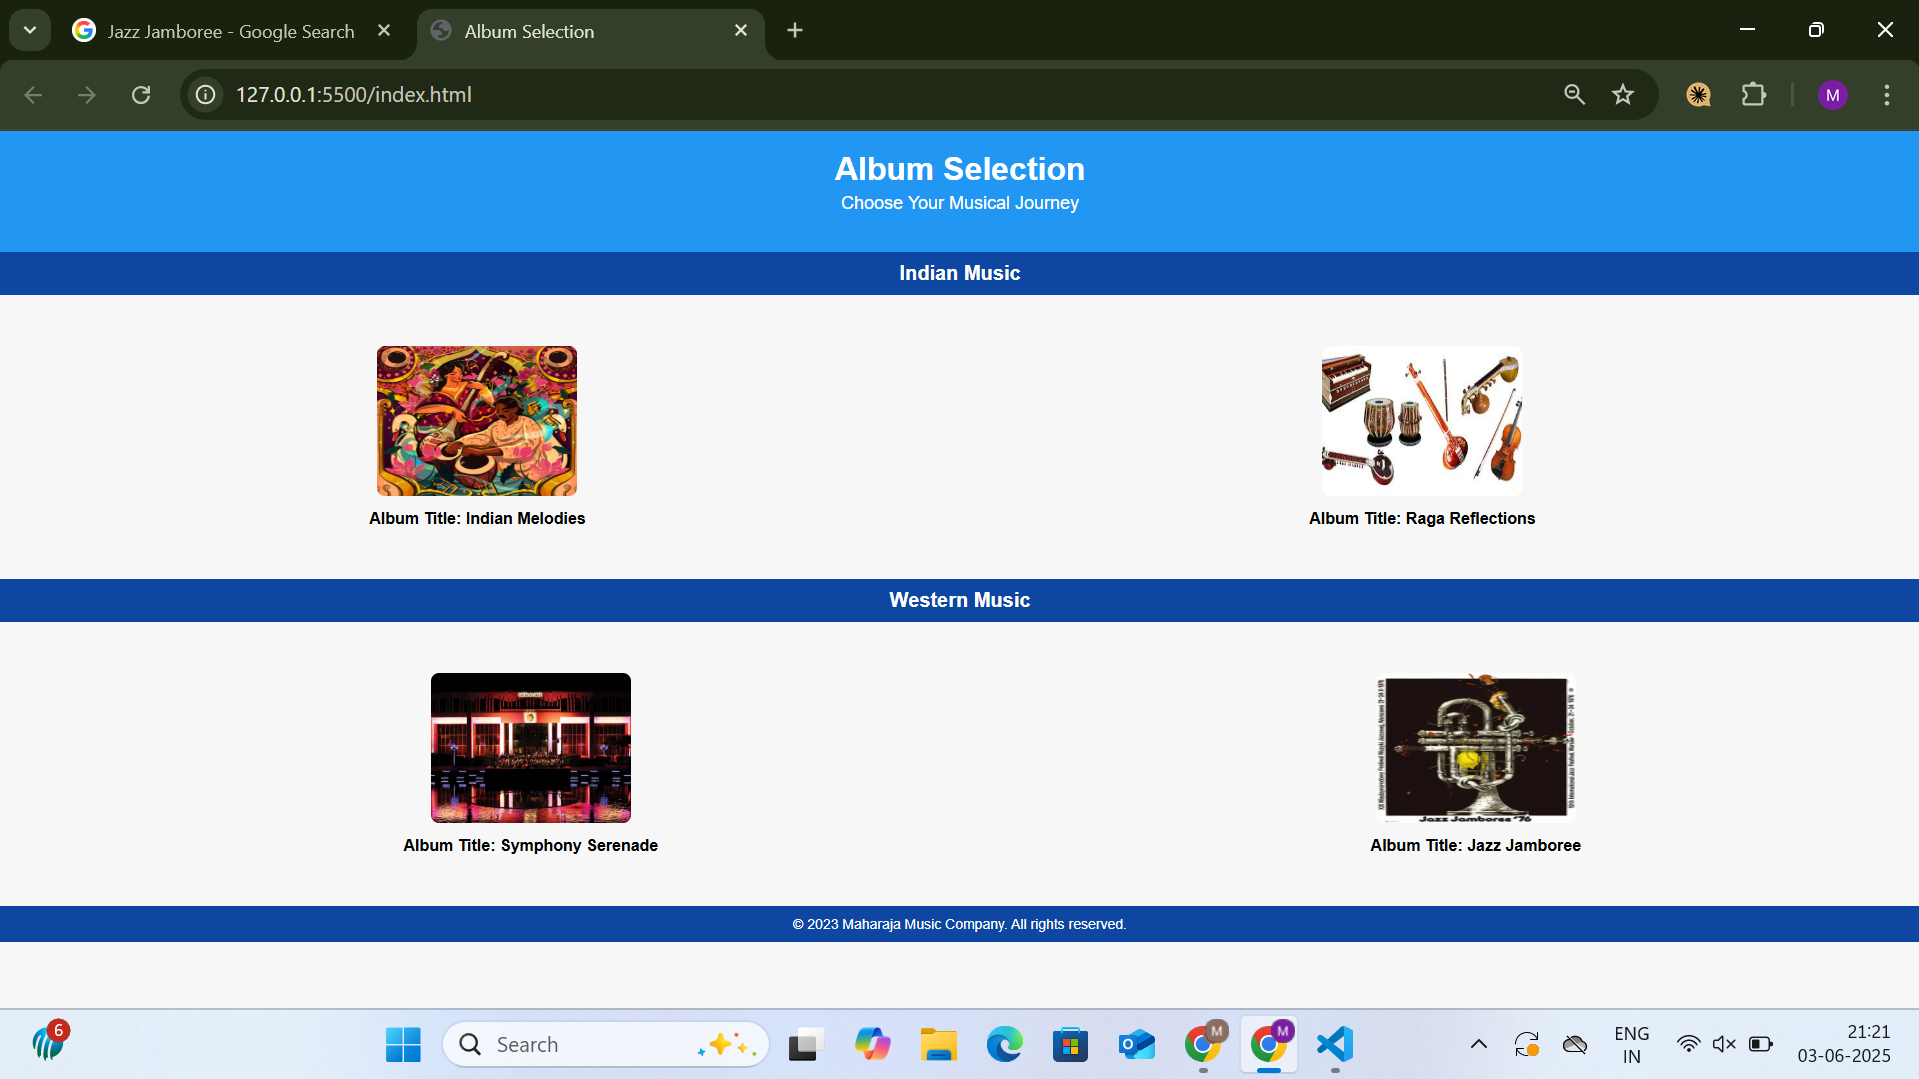 Jazz Jamboree - Google Search
Album Selection
127.0.0.1:5500/index.html
M
Album Selection
Choose Your Musical Journey
Indian Music
Album Title: Indian Melodies
Album Title: Raga Reflections
Western Music
Jazz Jamboree '76
Album Title: Symphony Serenade
Album Title: Jazz Jamboree
© 2023 Maharaja Music Company. All rights reserved.
6
Search
M
M
ENG
IN
21:21
03-06-2025